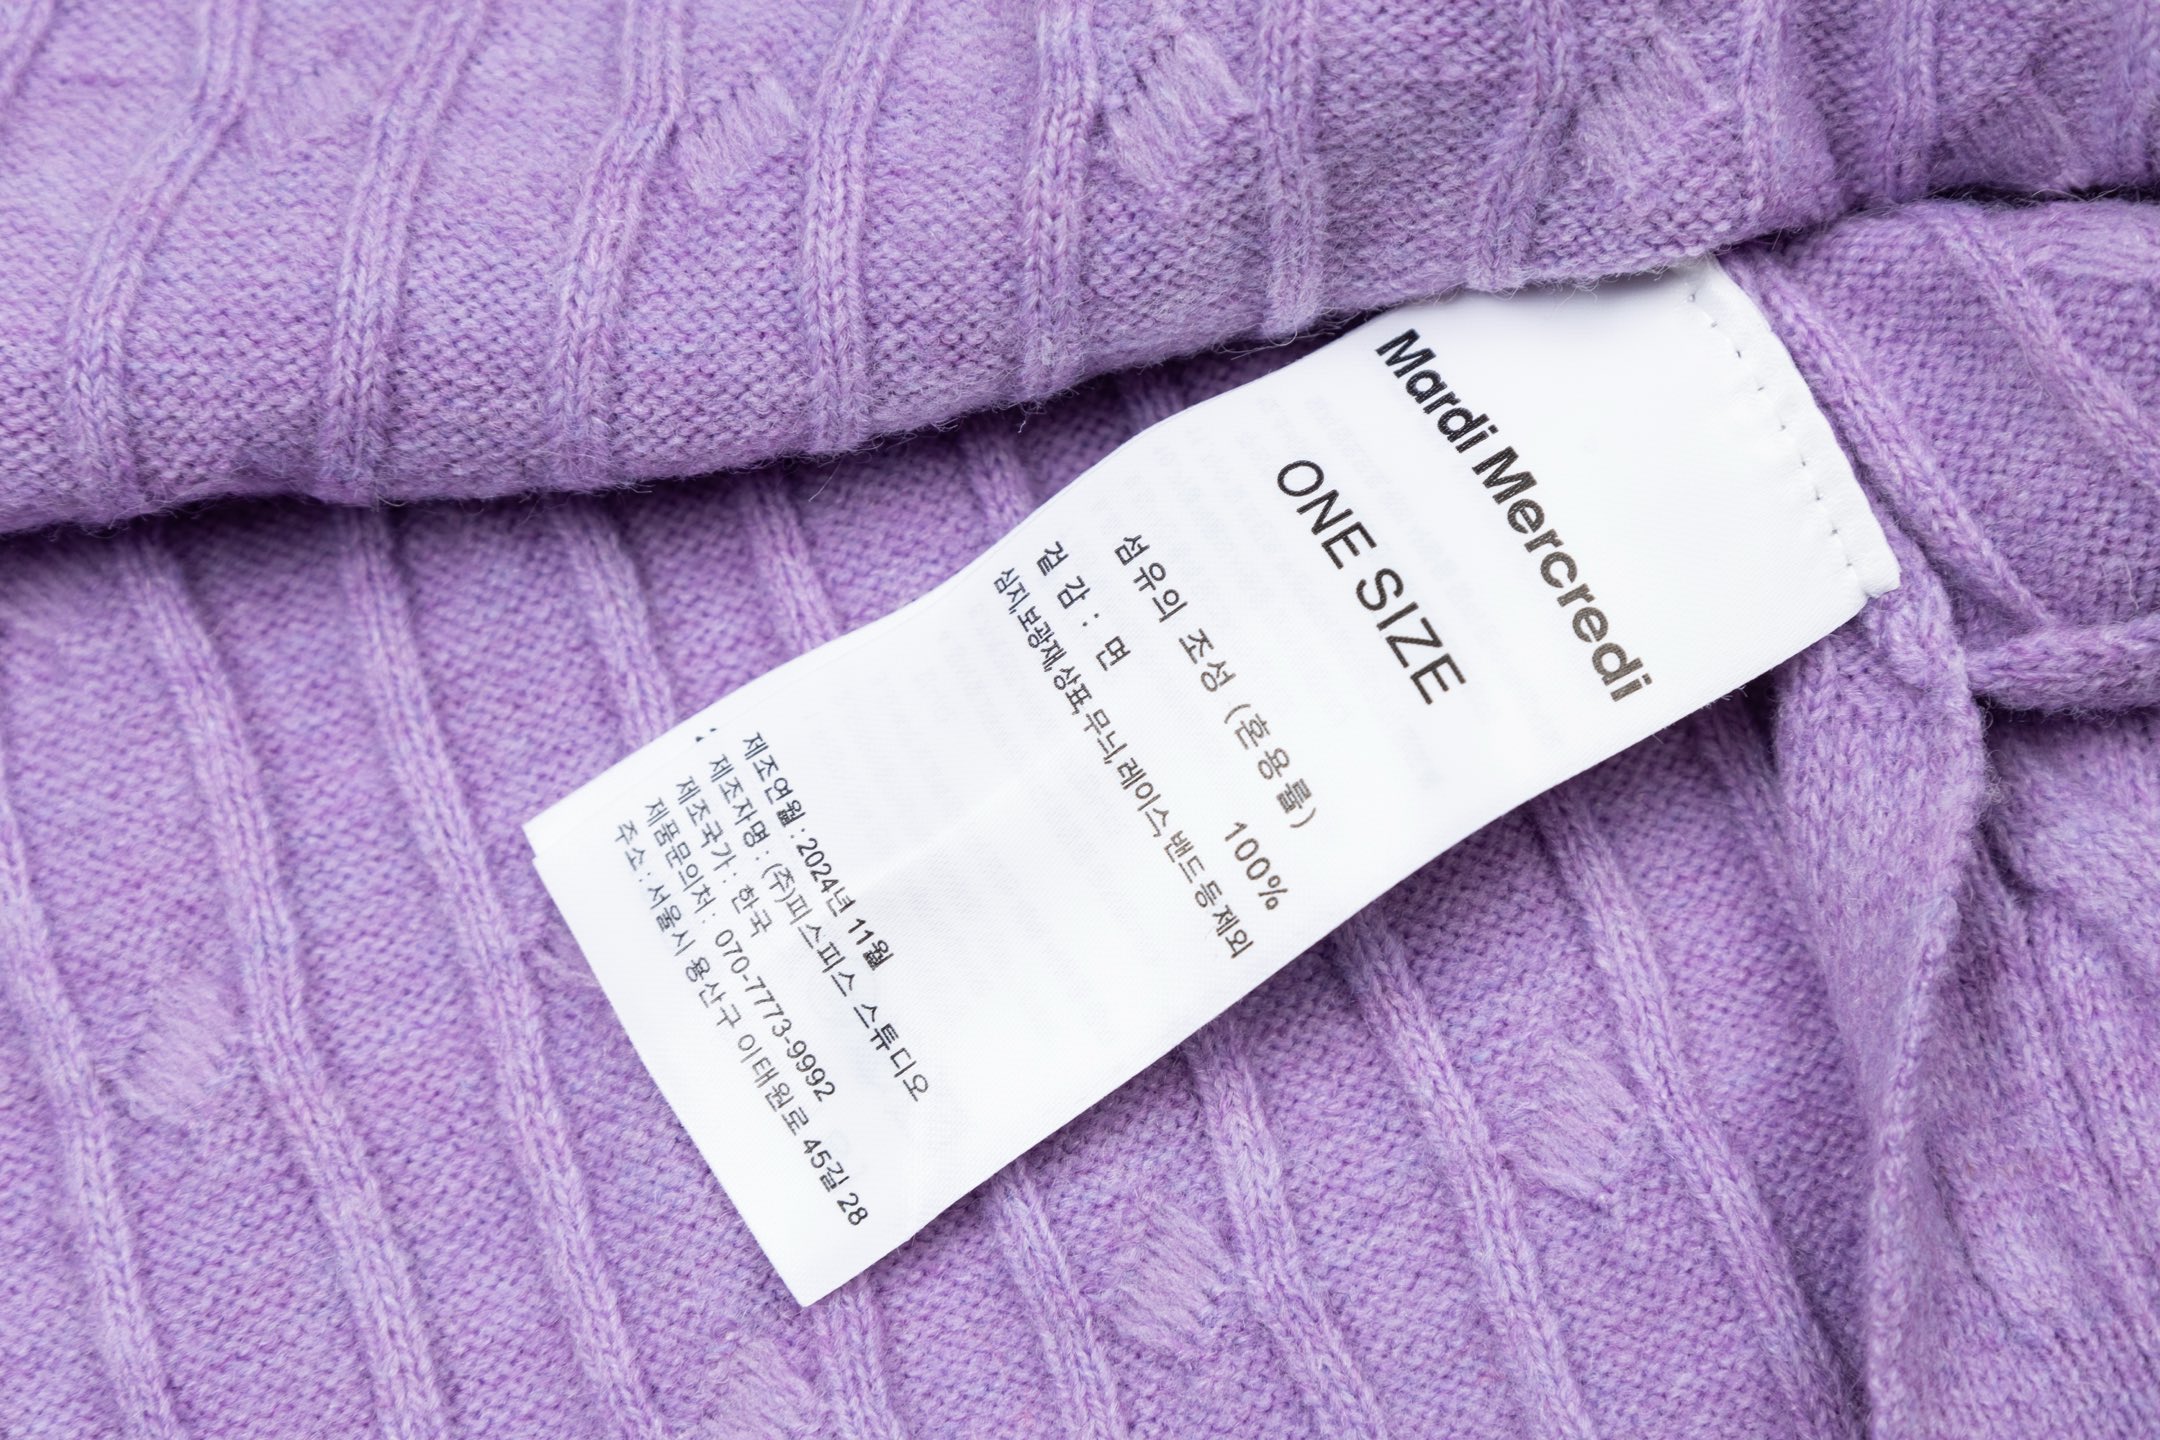 Mardi Mercredi
ONE SIZE
섬유의 조성 (혼용률)
겉 감 : 면 100%
심지,보광재,상표,무늬,레이스,밴드등제외
제조연월 : 2024년 11월
제조자명 : (주)피스피스 스튜디오
제조국가 : 한국
제품문의처 : 070-7773-9992
주소 : 서울시 용산구 이태원로 45길 28